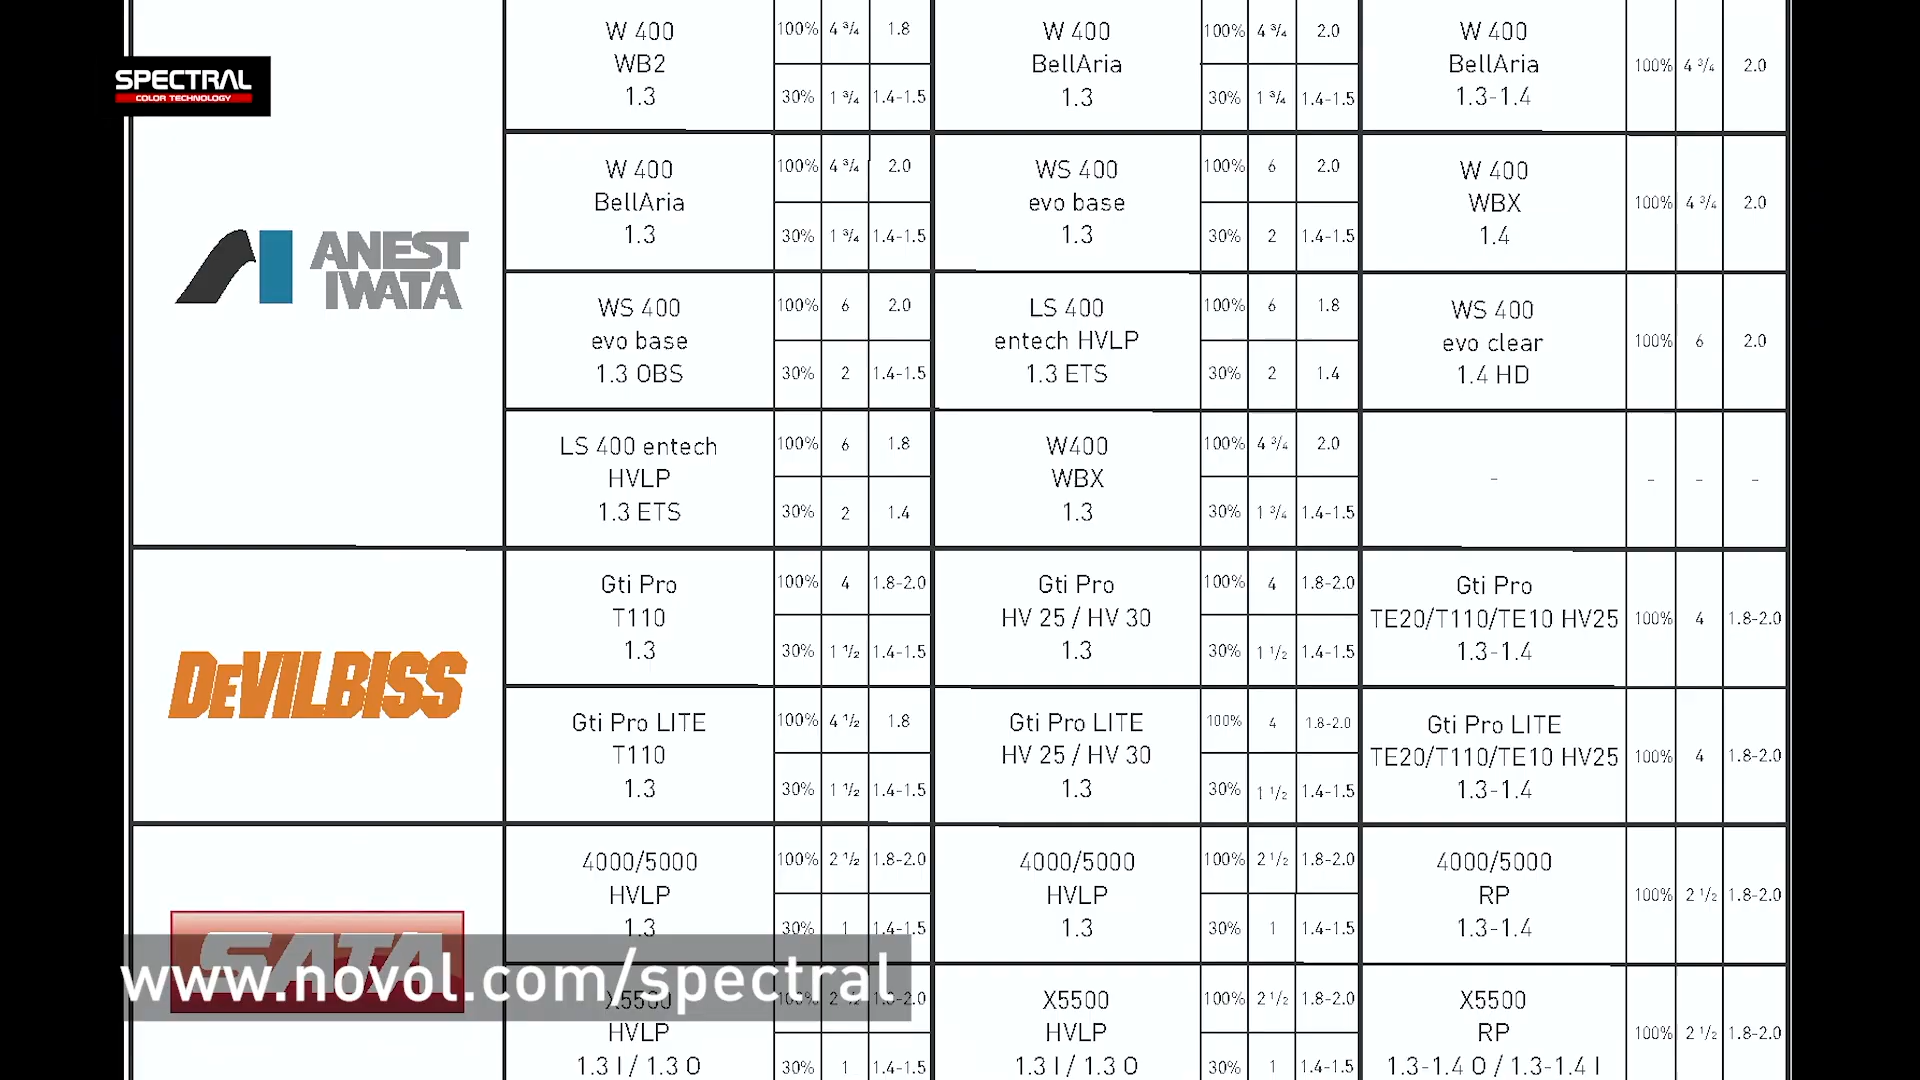 W 400
WB2
1.3
100% 4 ¾ 1.8
30% 1 ¾ 1.4-1.5
W 400
BellAria
1.3
100% 4 ¾ 2.0
30% 1 ¾ 1.4-1.5
W 400
BellAria
1.3-1.4
100% 4 ¾ 2.0
SPECTRAL
COLOR TECHNOLOGY
ANEST
IWATA
W 400
BellAria
1.3
100% 4 ¾ 2.0
30% 1 ¾ 1.4-1.5
WS 400
evo base
1.3
100% 6 2.0
30% 2 1.4-1.5
W 400
WBX
1.4
100% 4 ¾ 2.0
WS 400
evo base
1.3 OBS
100% 6 2.0
30% 2 1.4-1.5
LS 400
entech HVLP
1.3 ETS
100% 6 1.8
30% 2 1.4
WS 400
evo clear
1.4 HD
100% 6 2.0
LS 400 entech
HVLP
1.3 ETS
100% 6 1.8
30% 2 1.4
W400
WBX
1.3
100% 4 ¾ 2.0
30% 1 ¾ 1.4-1.5
- - - -
DEVILBISS
Gti Pro
T110
1.3
100% 4 1.8-2.0
30% 1 ½ 1.4-1.5
Gti Pro
HV 25 / HV 30
1.3
100% 4 1.8-2.0
30% 1 ½ 1.4-1.5
Gti Pro
TE20/T110/TE10 HV25
1.3-1.4
100% 4 1.8-2.0
Gti Pro LITE
T110
1.3
100% 4 ½ 1.8
30% 1 ½ 1.4-1.5
Gti Pro LITE
HV 25 / HV 30
1.3
100% 4 1.8-2.0
30% 1 ½ 1.4-1.5
Gti Pro LITE
TE20/T110/TE10 HV25
1.3-1.4
100% 4 1.8-2.0
SATA
4000/5000
HVLP
1.3
100% 2 ½ 1.8-2.0
30% 1 1.4-1.5
4000/5000
HVLP
1.3
100% 2 ½ 1.8-2.0
30% 1 1.4-1.5
4000/5000
RP
1.3-1.4
100% 2 ½ 1.8-2.0
www.novol.com/spectral
X5500
HVLP
1.3 I / 1.3 O
100% 2 ½ 1.8-2.0
30% 1 1.4-1.5
X5500
HVLP
1.3 I / 1.3 O
100% 2 ½ 1.8-2.0
30% 1 1.4-1.5
X5500
RP
1.3-1.4 O / 1.3-1.4 I
100% 2 ½ 1.8-2.0